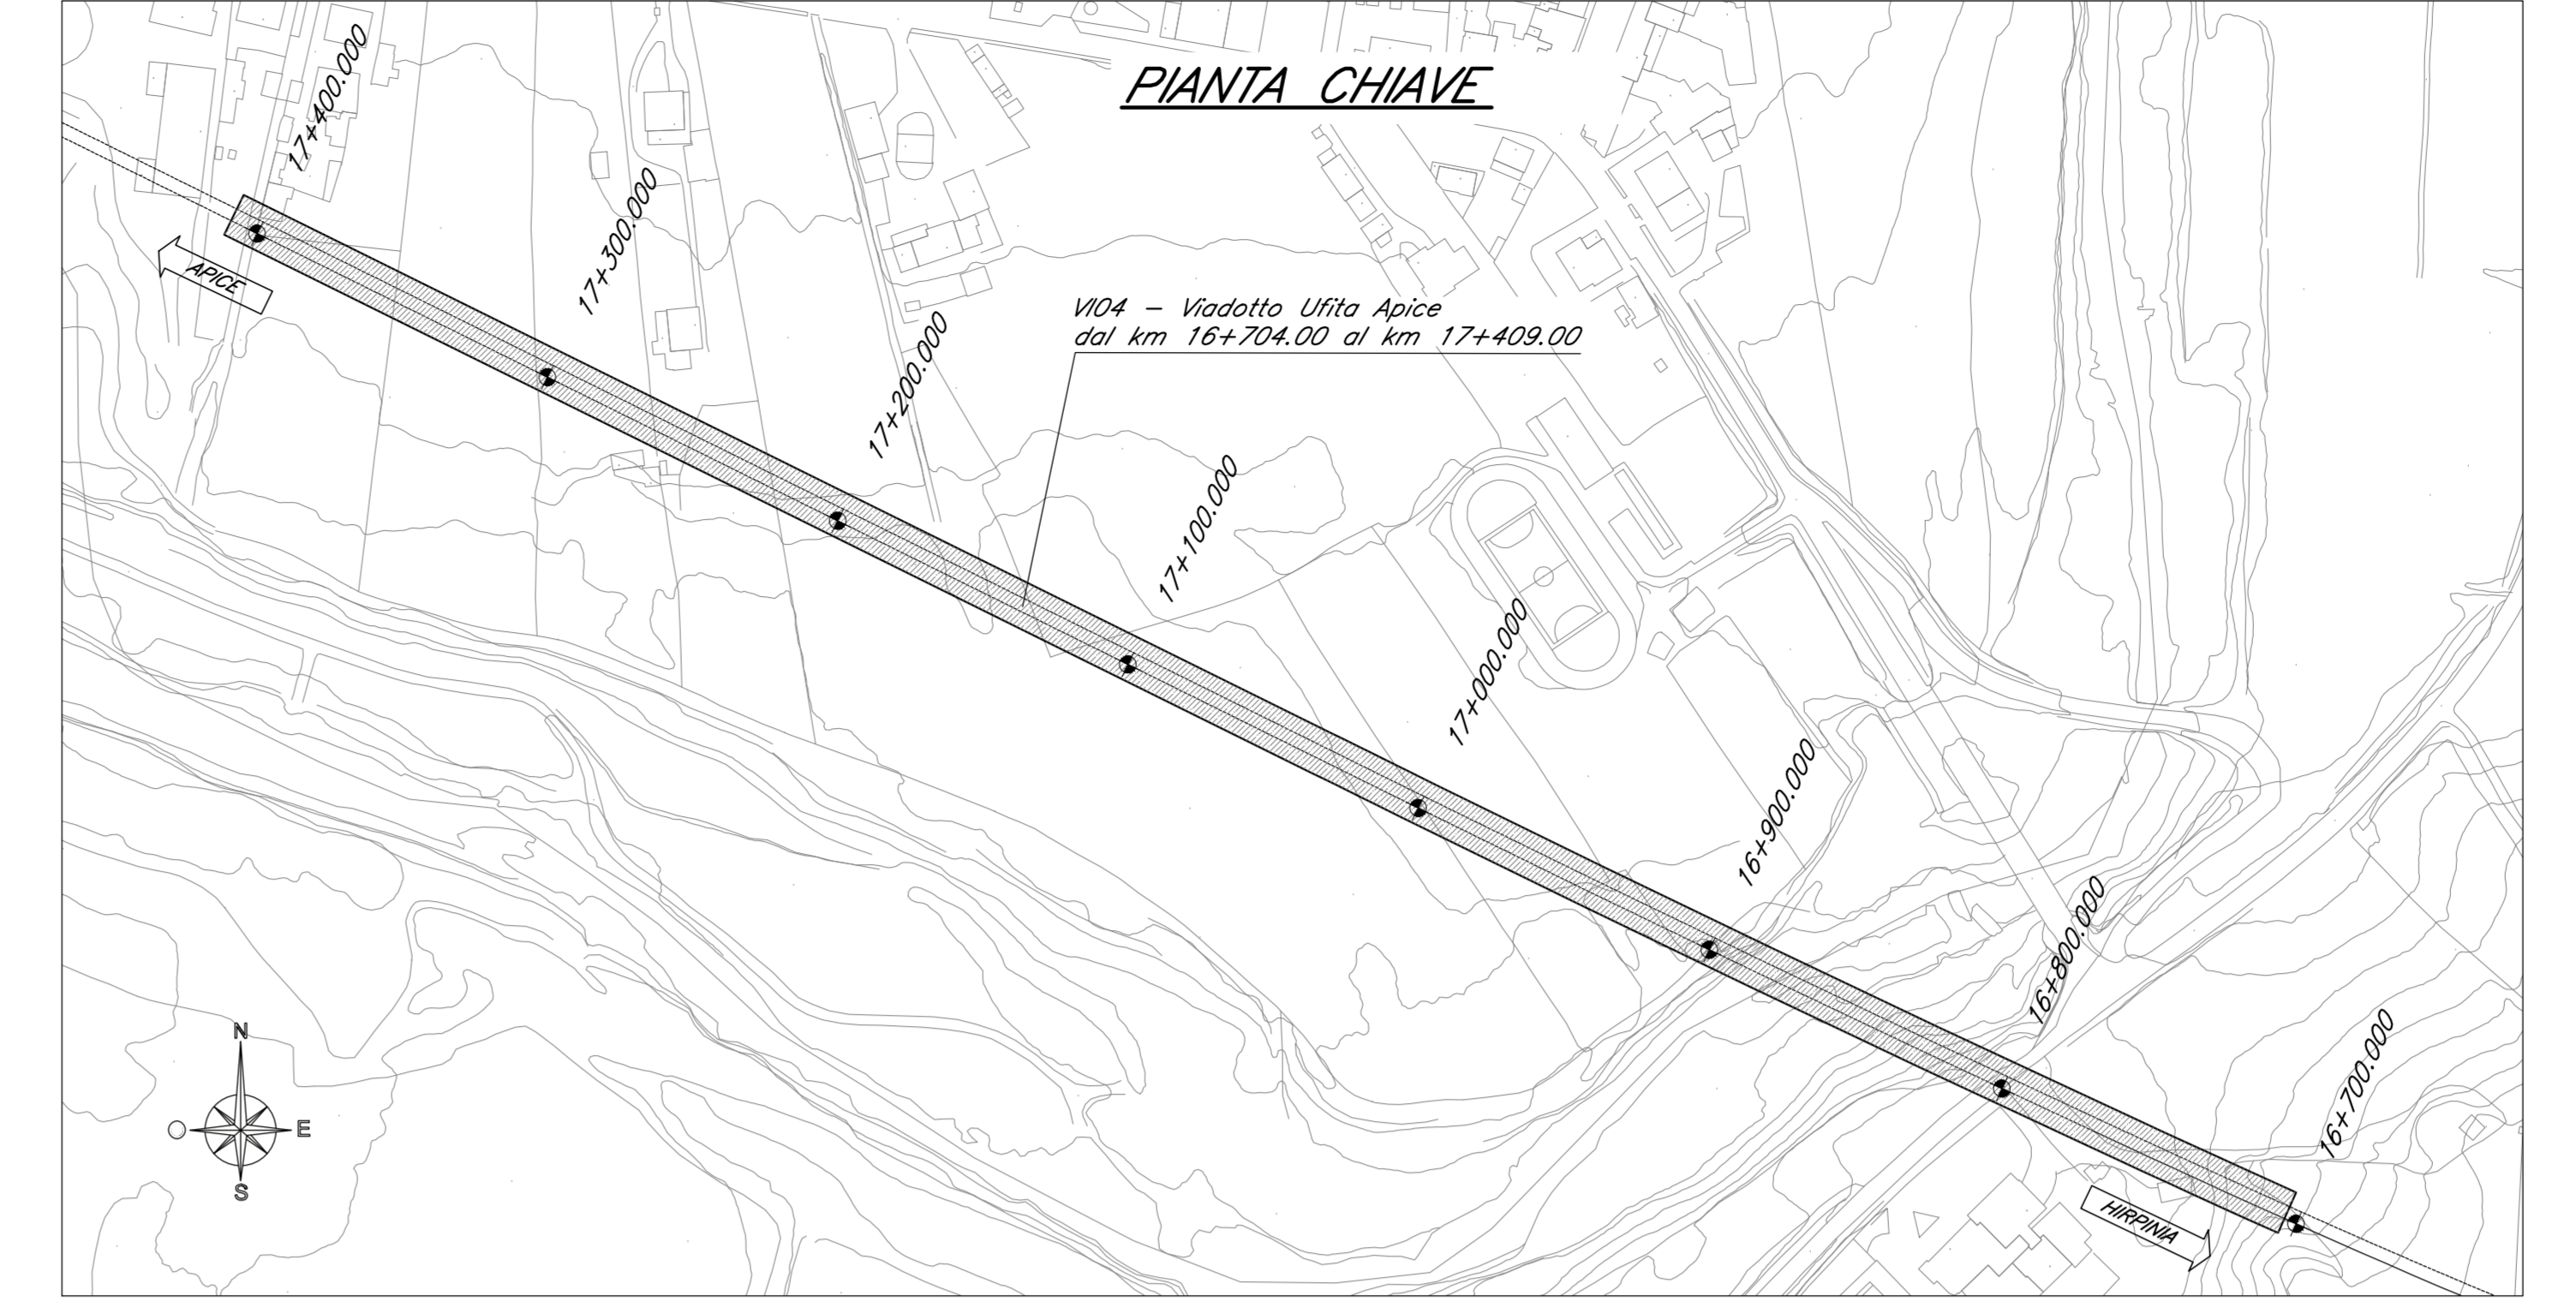 PIANTA CHIAVE
17+400.000
17+300.000
APICE
VI04 – Viadotto Ufita Apice
dal km 16+704.00 al km 17+409.00
17+200.000
17+100.000
17+000.000
16+900.000
16+800.000
16+700.000
HIRPINIA
N
E
S